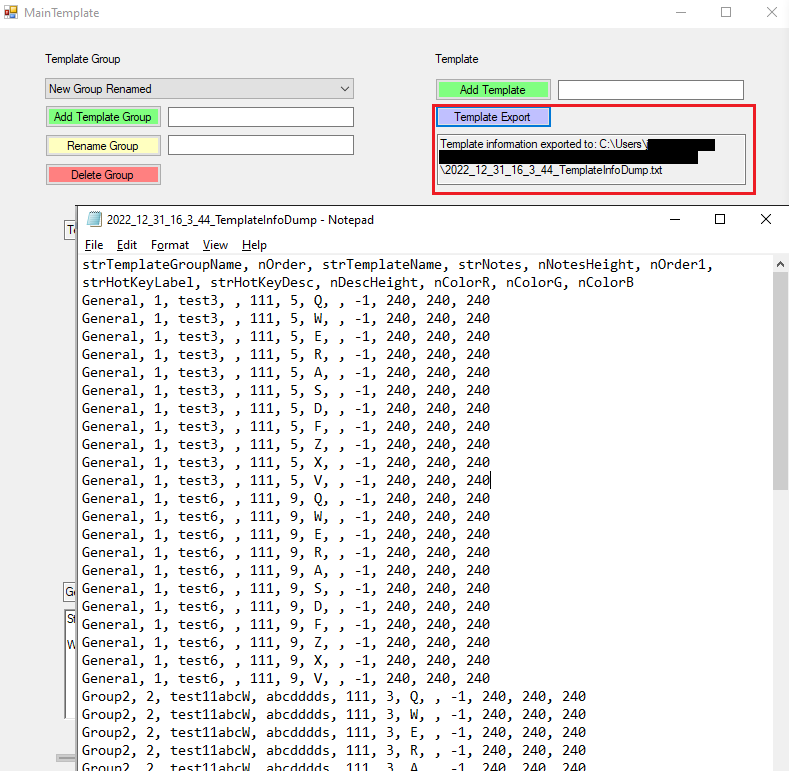 MainTemplate
Template Group
Template
New Group Renamed
Add Template
Add Template Group
Template Export
Rename Group
Template information exported to: C:\Users\
\2022_12_31_16_3_44_TemplateInfoDump.txt
Delete Group
2022_12_31_16_3_44_TemplateInfoDump - Notepad
File Edit Format View Help
strTemplateGroupName, nOrder, strTemplateName, strNotes, nNotesHeight, nOrder1,
strHotKeyLabel, strHotKeyDesc, nDescHeight, nColorR, nColorG, nColorB
General, 1, test3, , 111, 5, Q, , -1, 240, 240, 240
General, 1, test3, , 111, 5, W, , -1, 240, 240, 240
General, 1, test3, , 111, 5, E, , -1, 240, 240, 240
General, 1, test3, , 111, 5, R, , -1, 240, 240, 240
General, 1, test3, , 111, 5, A, , -1, 240, 240, 240
General, 1, test3, , 111, 5, S, , -1, 240, 240, 240
General, 1, test3, , 111, 5, D, , -1, 240, 240, 240
General, 1, test3, , 111, 5, F, , -1, 240, 240, 240
General, 1, test3, , 111, 5, Z, , -1, 240, 240, 240
General, 1, test3, , 111, 5, X, , -1, 240, 240, 240
General, 1, test3, , 111, 5, V, , -1, 240, 240, 240
General, 1, test6, , 111, 9, Q, , -1, 240, 240, 240
General, 1, test6, , 111, 9, W, , -1, 240, 240, 240
General, 1, test6, , 111, 9, E, , -1, 240, 240, 240
General, 1, test6, , 111, 9, R, , -1, 240, 240, 240
General, 1, test6, , 111, 9, A, , -1, 240, 240, 240
General, 1, test6, , 111, 9, S, , -1, 240, 240, 240
General, 1, test6, , 111, 9, D, , -1, 240, 240, 240
General, 1, test6, , 111, 9, F, , -1, 240, 240, 240
General, 1, test6, , 111, 9, Z, , -1, 240, 240, 240
General, 1, test6, , 111, 9, X, , -1, 240, 240, 240
General, 1, test6, , 111, 9, V, , -1, 240, 240, 240
Group2, 2, test11abcW, abcdddds, 111, 3, Q, , -1, 240, 240, 240
Group2, 2, test11abcW, abcdddds, 111, 3, W, , -1, 240, 240, 240
Group2, 2, test11abcW, abcdddds, 111, 3, E, , -1, 240, 240, 240
Group2, 2, test11abcW, abcdddds, 111, 3, R, , -1, 240, 240, 240
Group2, 2, test11abcW, abcdddds, 111, 3, A, , -1, 240, 240, 240